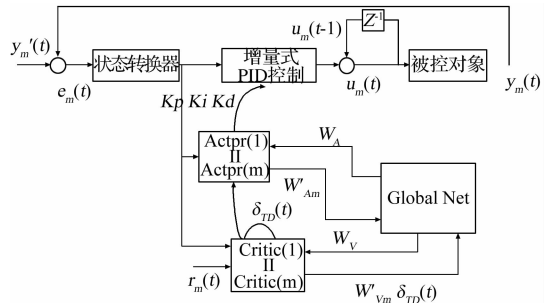 y_m'(t)
e_m(t)
状态转换器
增量式
PID控制
u_m(t-1)
Z^-1
u_m(t)
被控对象
y_m(t)
Kp Ki Kd
Actpr(1)
II
Actpr(m)
W_A
W'_Am
Global Net
δ_TD(t)
W_V
Critic(1)
II
Critic(m)
r_m(t)
W'_Vm δ_TD(t)